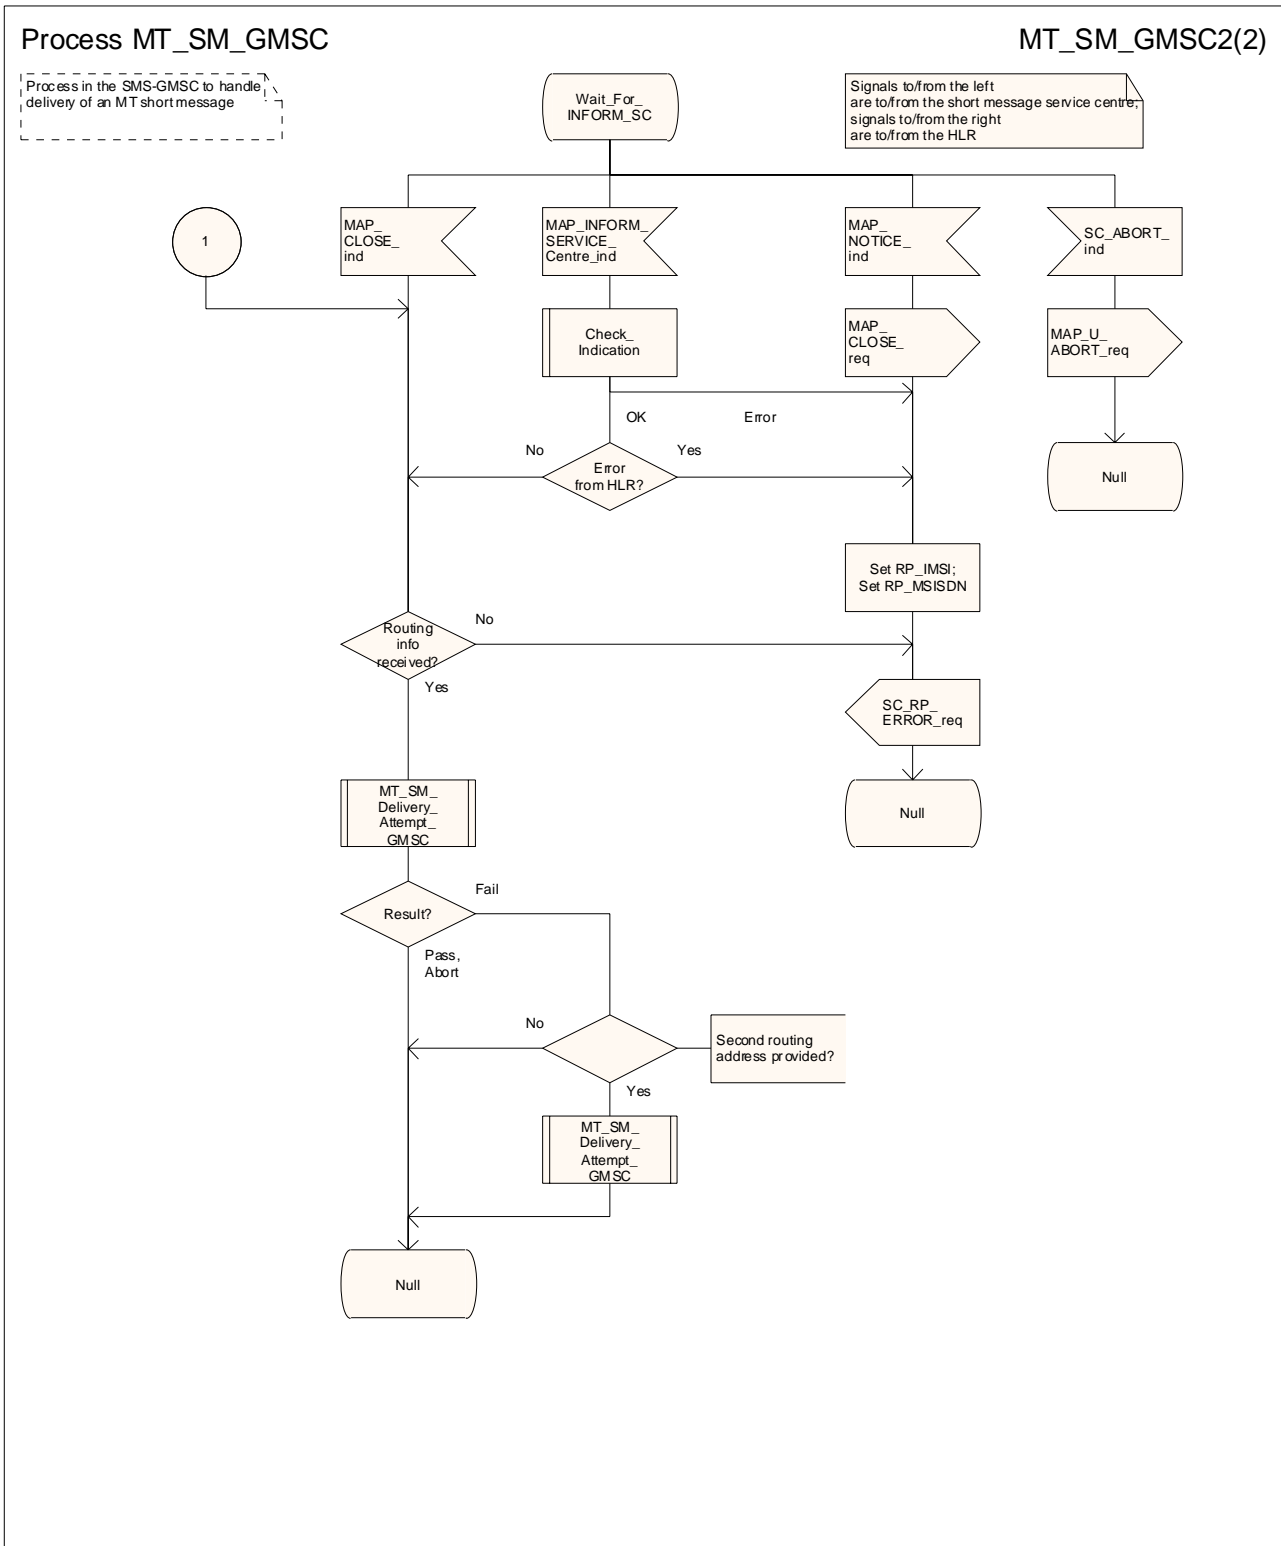 Process MT_SM_GMSC
MT_SM_GMSC2(2)
Process in the SMS-GMSC to handle
delivery of an MT short message
Wait_For_
INFORM_SC
Signals to/from the left
are to/from the short message service centre;
signals to/from the right
are to/from the HLR
1
MAP_
CLOSE_
ind
MAP_INFORM_
SERVICE_
Centre_ind
MAP_
NOTICE_
ind
SC_ABORT_
ind
Check_
Indication
MAP_
CLOSE_
req
MAP_U_
ABORT_req
OK
Error
No
Yes
Error
from HLR?
Null
Set RP_IMSI;
Set RP_MSISDN
Routing
info
received?
No
Yes
SC_RP_
ERROR_req
MT_SM_
Delivery_
Attempt_
GMSC
Null
Result?
Fail
Pass,
Abort
No
Second routing
address provided?
Yes
MT_SM_
Delivery_
Attempt_
GMSC
Null